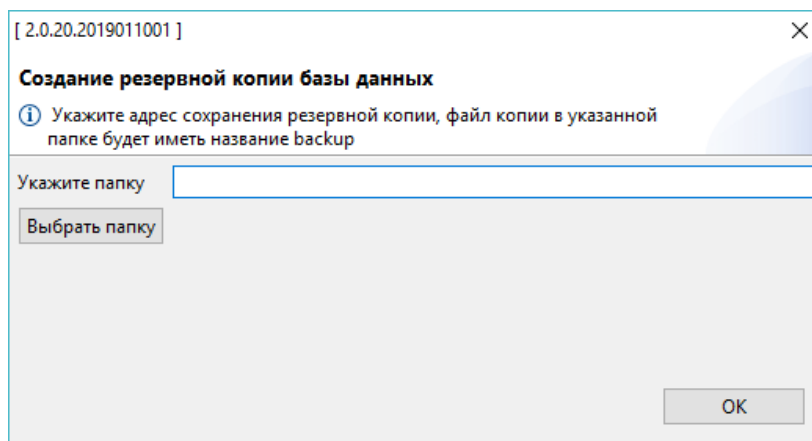 [ 2.0.20.2019011001 ]
Создание резервной копии базы данных
Укажите адрес сохранения резервной копии, файл копии в указанной
папке будет иметь название backup
Укажите папку
Выбрать папку
OK